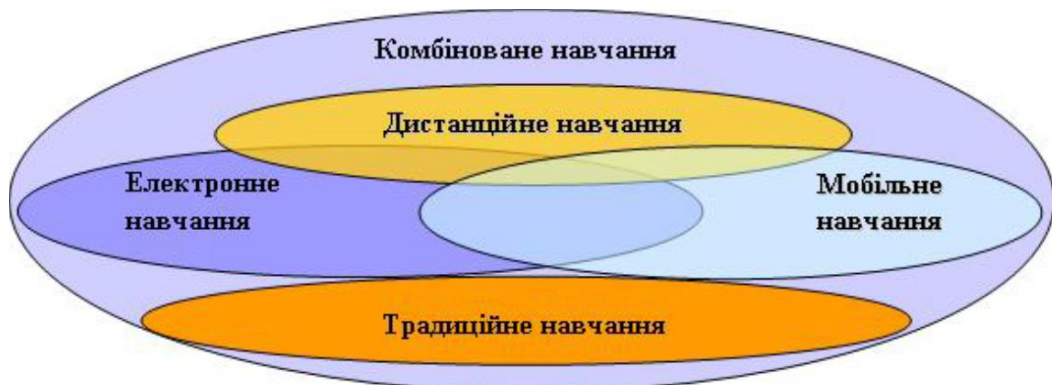 Комбіноване навчання
Дистанційне навчання
Електронне
навчання
Мобільне
навчання
Традиційне навчання